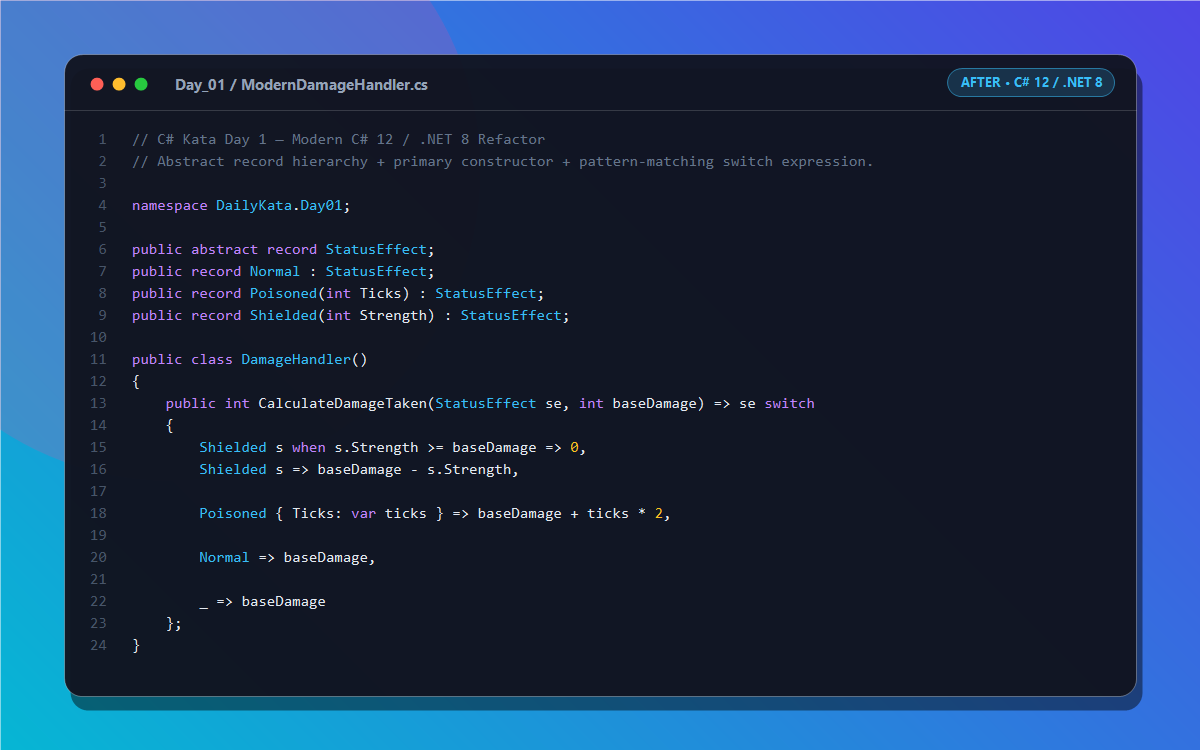 Day_01 / ModernDamageHandler.cs
AFTER • C# 12 / .NET 8
1 // C# Kata Day 1 — Modern C# 12 / .NET 8 Refactor
2 // Abstract record hierarchy + primary constructor + pattern-matching switch expression.
3
4 namespace DailyKata.Day01;
5
6 public abstract record StatusEffect;
7 public record Normal : StatusEffect;
8 public record Poisoned(int Ticks) : StatusEffect;
9 public record Shielded(int Strength) : StatusEffect;
10
11 public class DamageHandler()
12 {
13     public int CalculateDamageTaken(StatusEffect se, int baseDamage) => se switch
14     {
15         Shielded s when s.Strength >= baseDamage => 0,
16         Shielded s => baseDamage - s.Strength,
17
18         Poisoned { Ticks: var ticks } => baseDamage + ticks * 2,
19
20         Normal => baseDamage,
21
22         _ => baseDamage
23     };
24 }